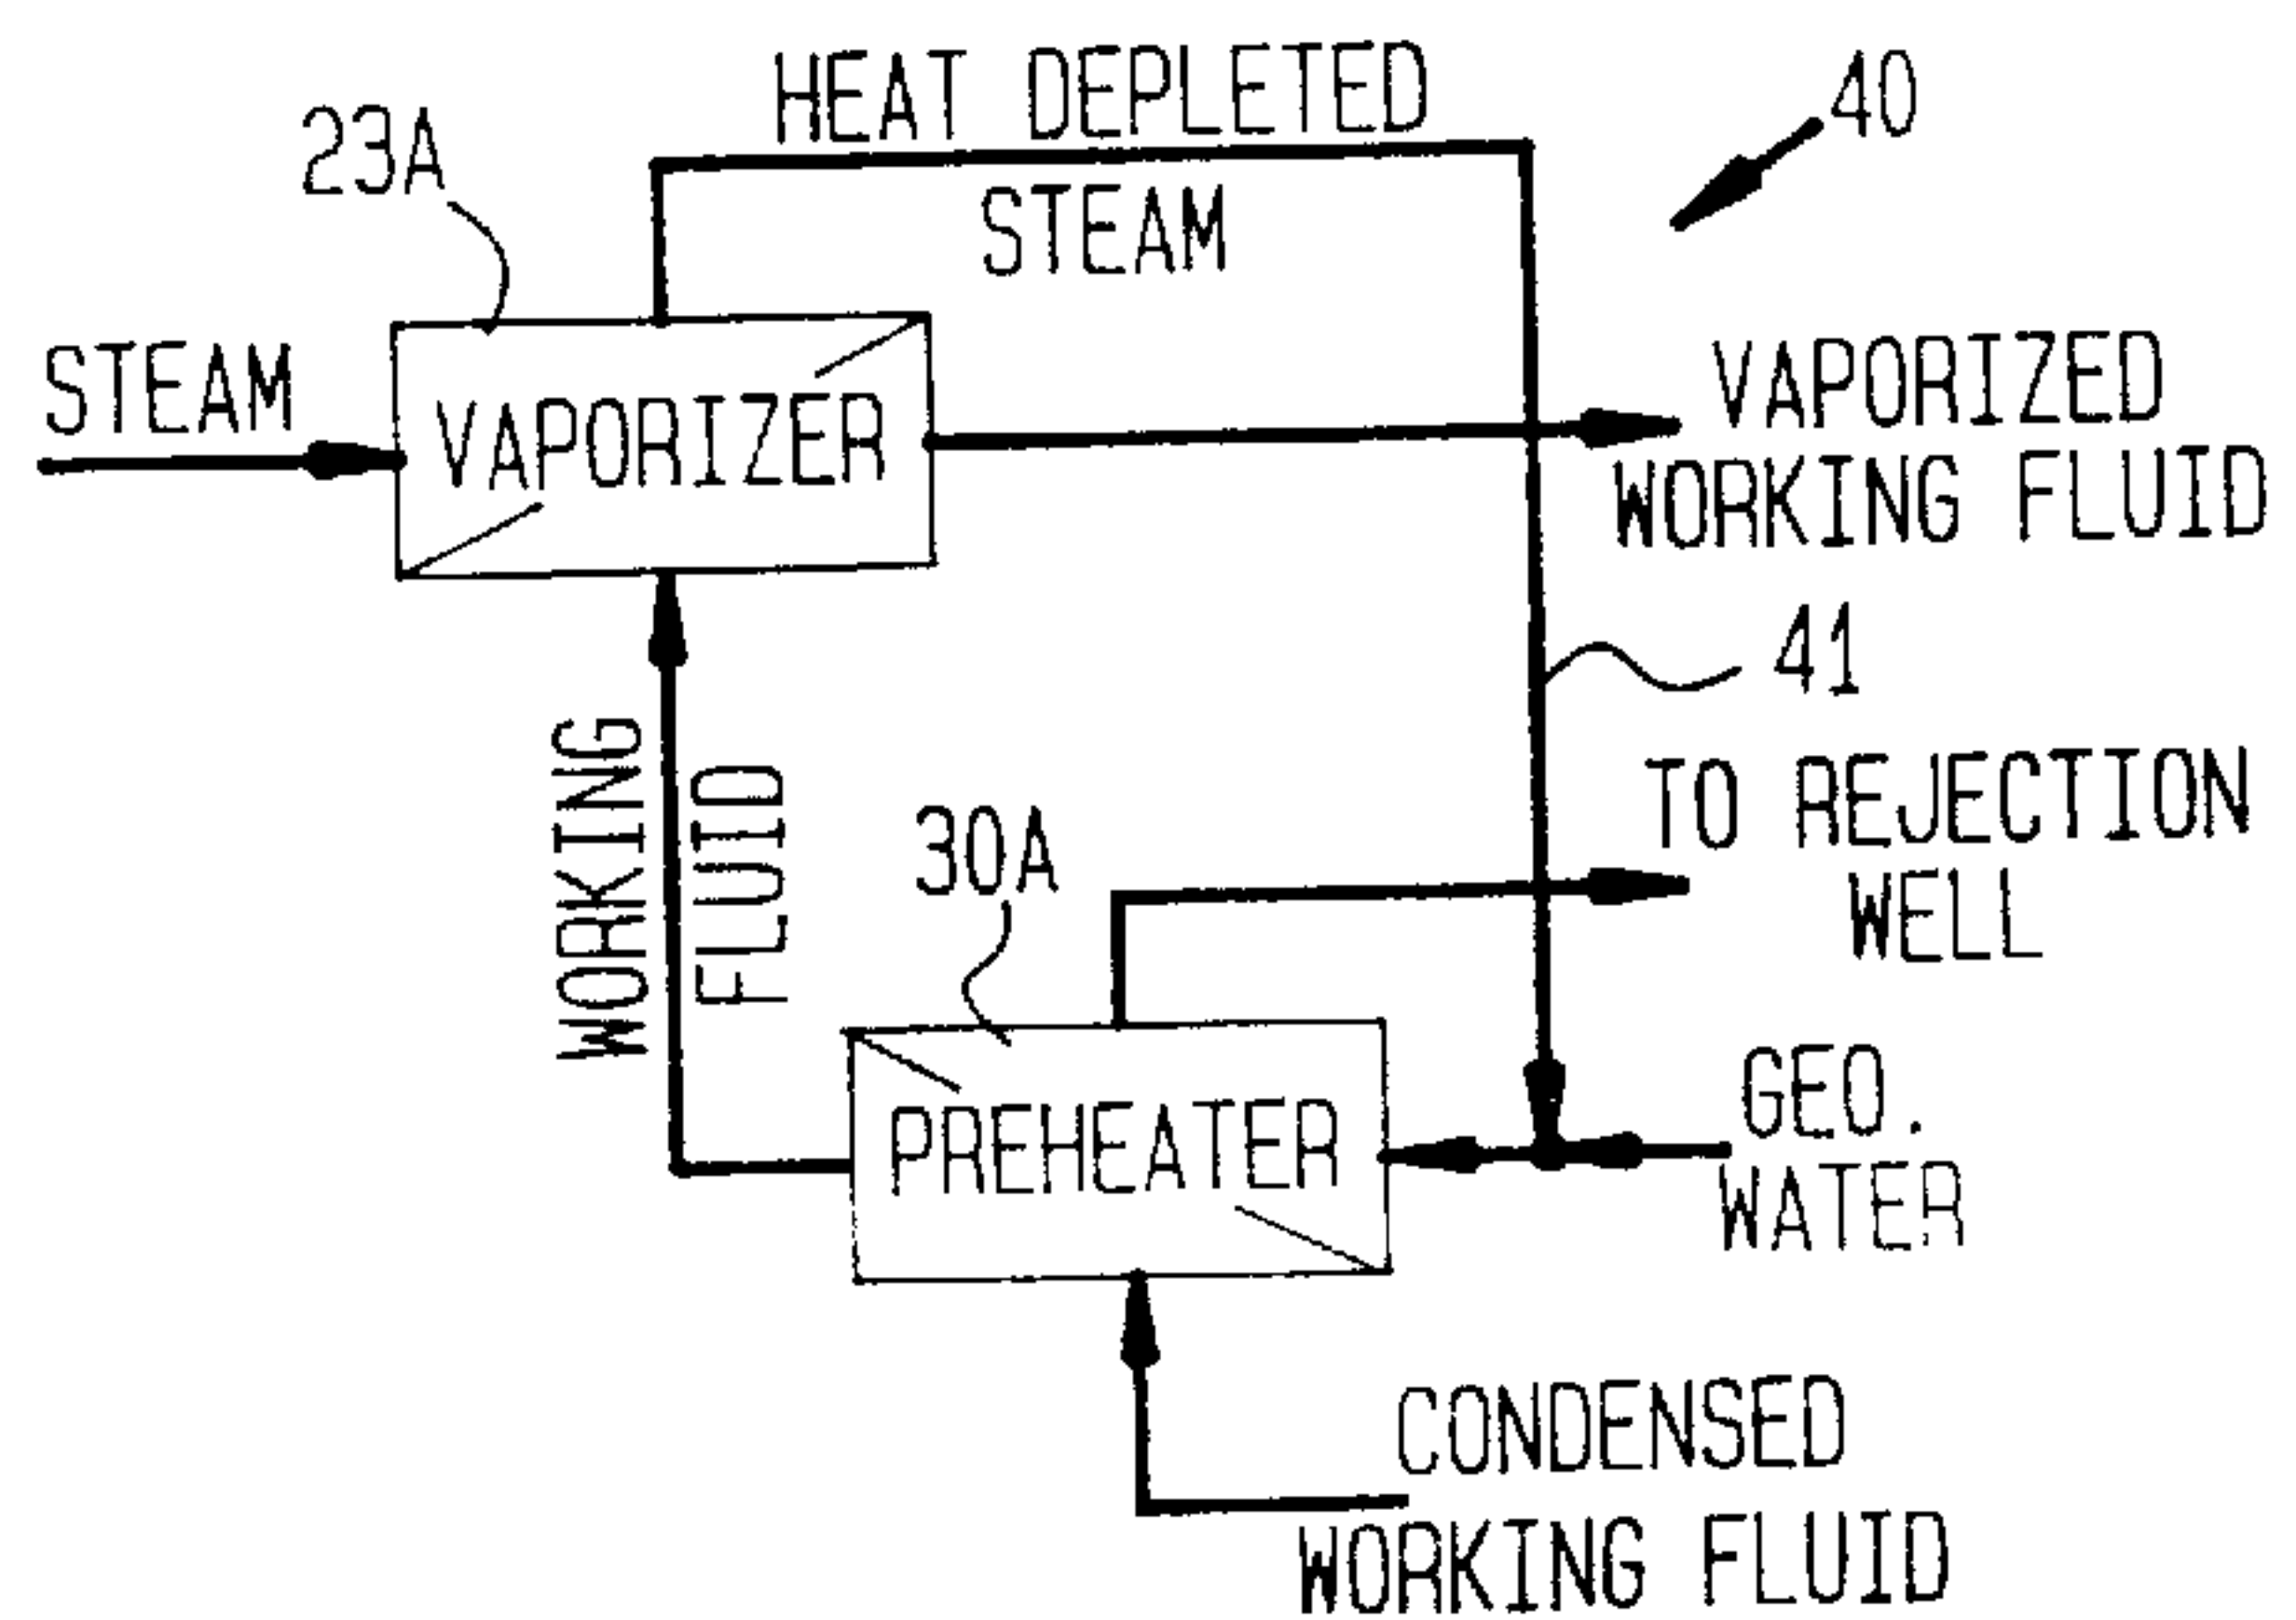 HEAT DEPLETED
STEAM
40
23A
STEAM
VAPORIZER
VAPORIZED
WORKING FLUID
41
WORKING
FLUID
TO REJECTION
WELL
30A
PREHEATER
GEO.
WATER
CONDENSED
WORKING FLUID